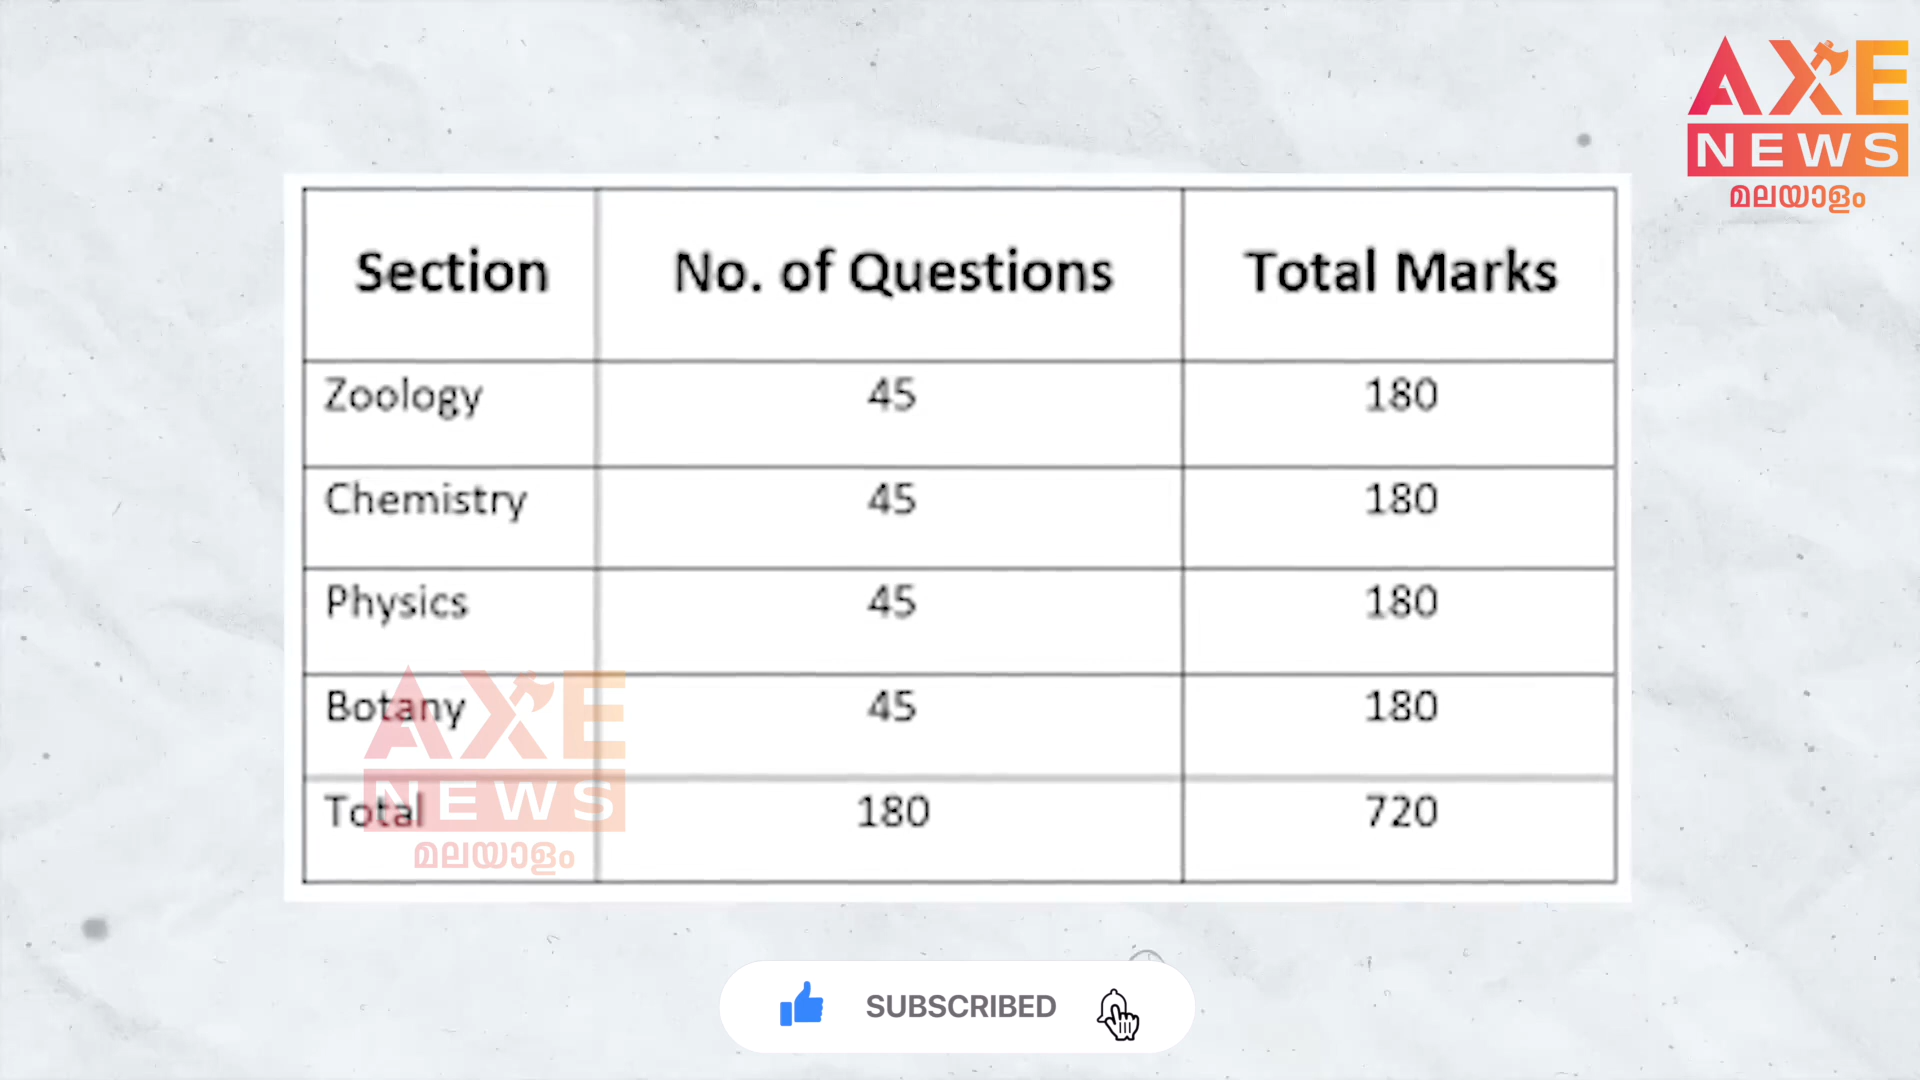 AXE
NEWS
മലയാളം
Section No. of Questions Total Marks
Zoology 45 180
Chemistry 45 180
Physics 45 180
Botany 45 180
Total 180 720
AXE
NEWS
മലയാളം
SUBSCRIBED